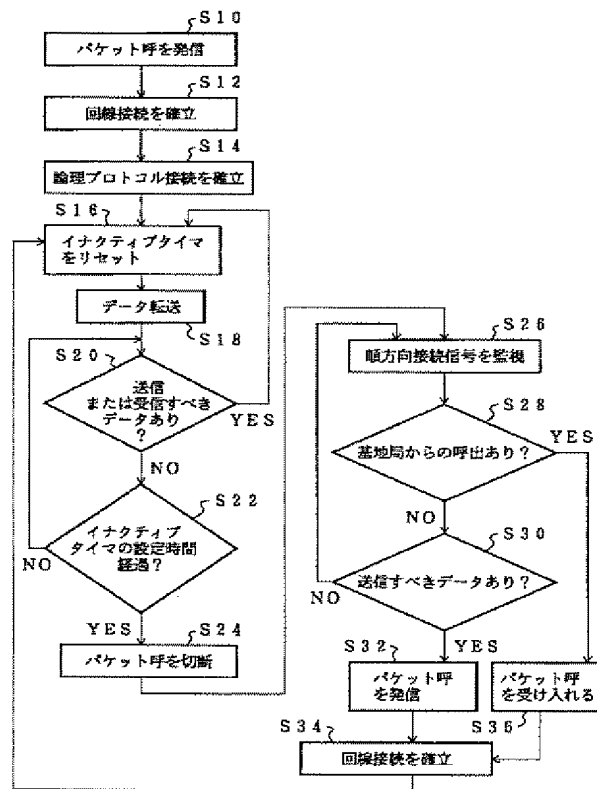 S10
パケット呼を発信
S12
回線接続を確立
S14
論理プロトコル接続を確立
S16
イナクティブタイマ
をリセット
データ転送
S18
S20
送信
または受信すべき
データあり
?
YES
NO
S22
イナクティブ
タイマの設定時間
経過?
NO
YES
S24
パケット呼を切断
S26
順方向接続信号を監視
S28
基地局からの呼出あり?
YES
NO
S30
送信すべきデータあり?
NO
YES
S32
パケット呼
を発信
パケット呼
を受け入れる
S36
S34
回線接続を確立